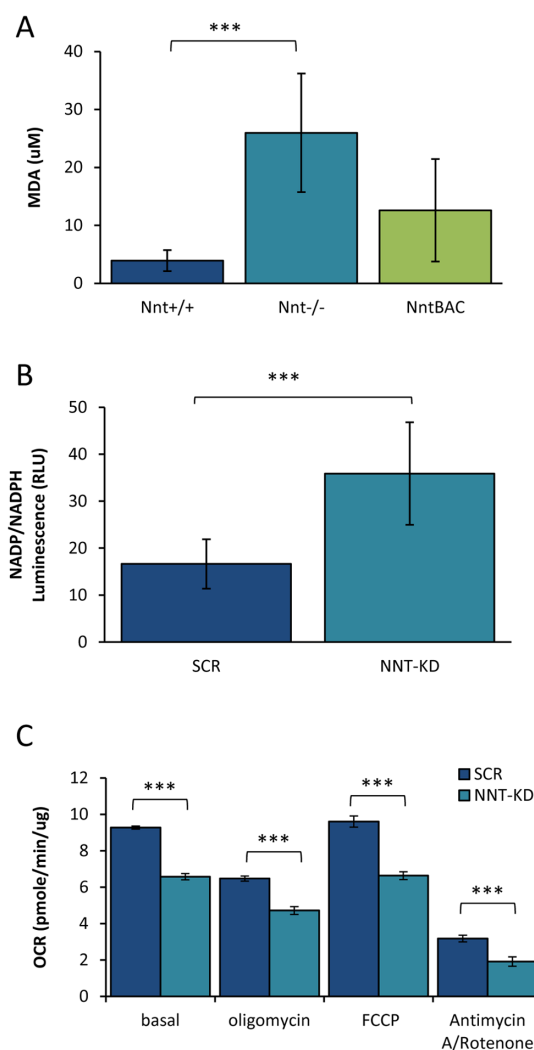 A
***
40
30
20
10
0
MDA (uM)
Nnt+/+ Nnt-/- NntBAC
B
***
50
40
30
20
10
0
NADP/NADPH
Luminescence (RLU)
SCR NNT-KD
C
SCR
NNT-KD
12
10
8
6
4
2
0
OCR (pmole/min/ug)
*** *** *** ***
basal oligomycin FCCP Antimycin
A/Rotenone